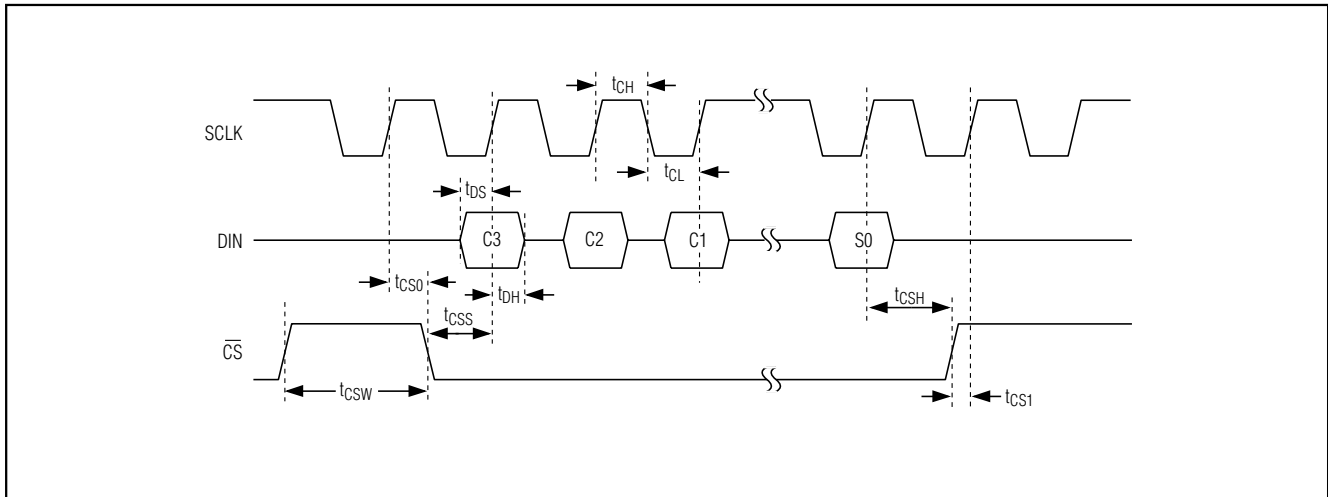 tCH
SCLK
tCL
tDS
DIN
C3
C2
C1
S0
tCS0
tDH
tCSH
tCSS
CS
tCSW
tCS1